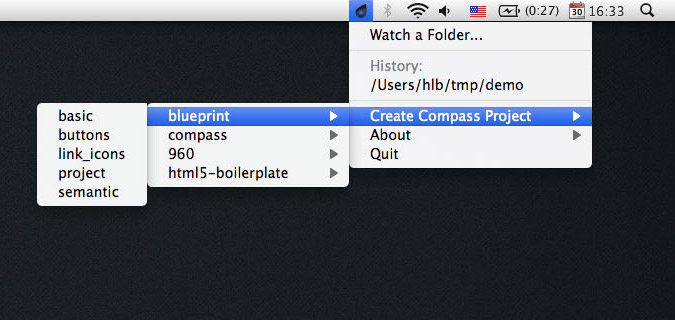 (0:27) 30 16:33
Watch a Folder...
History:
/Users/hlb/tmp/demo
Create Compass Project
About
Quit
blueprint
compass
960
html5-boilerplate
basic
buttons
link_icons
project
semantic